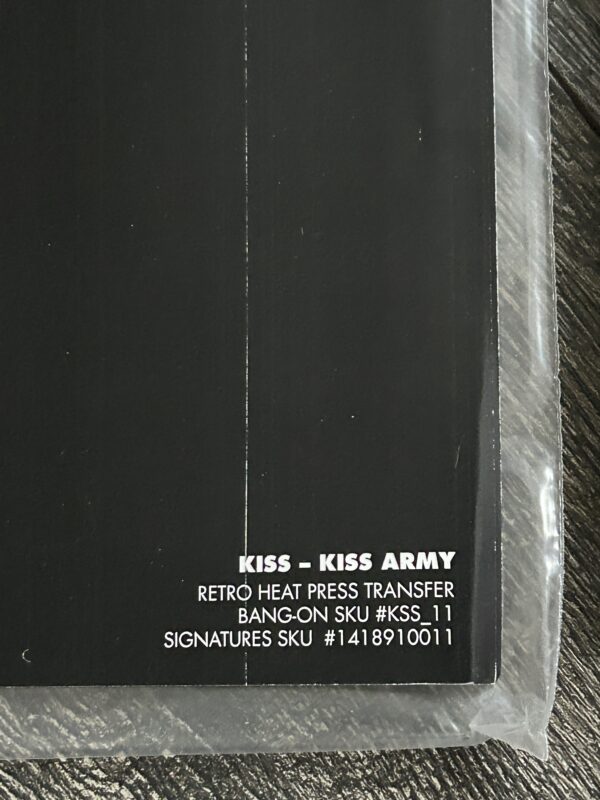 KISS – KISS ARMY
RETRO HEAT PRESS TRANSFER
BANG-ON SKU #KSS_11
SIGNATURES SKU #1418910011